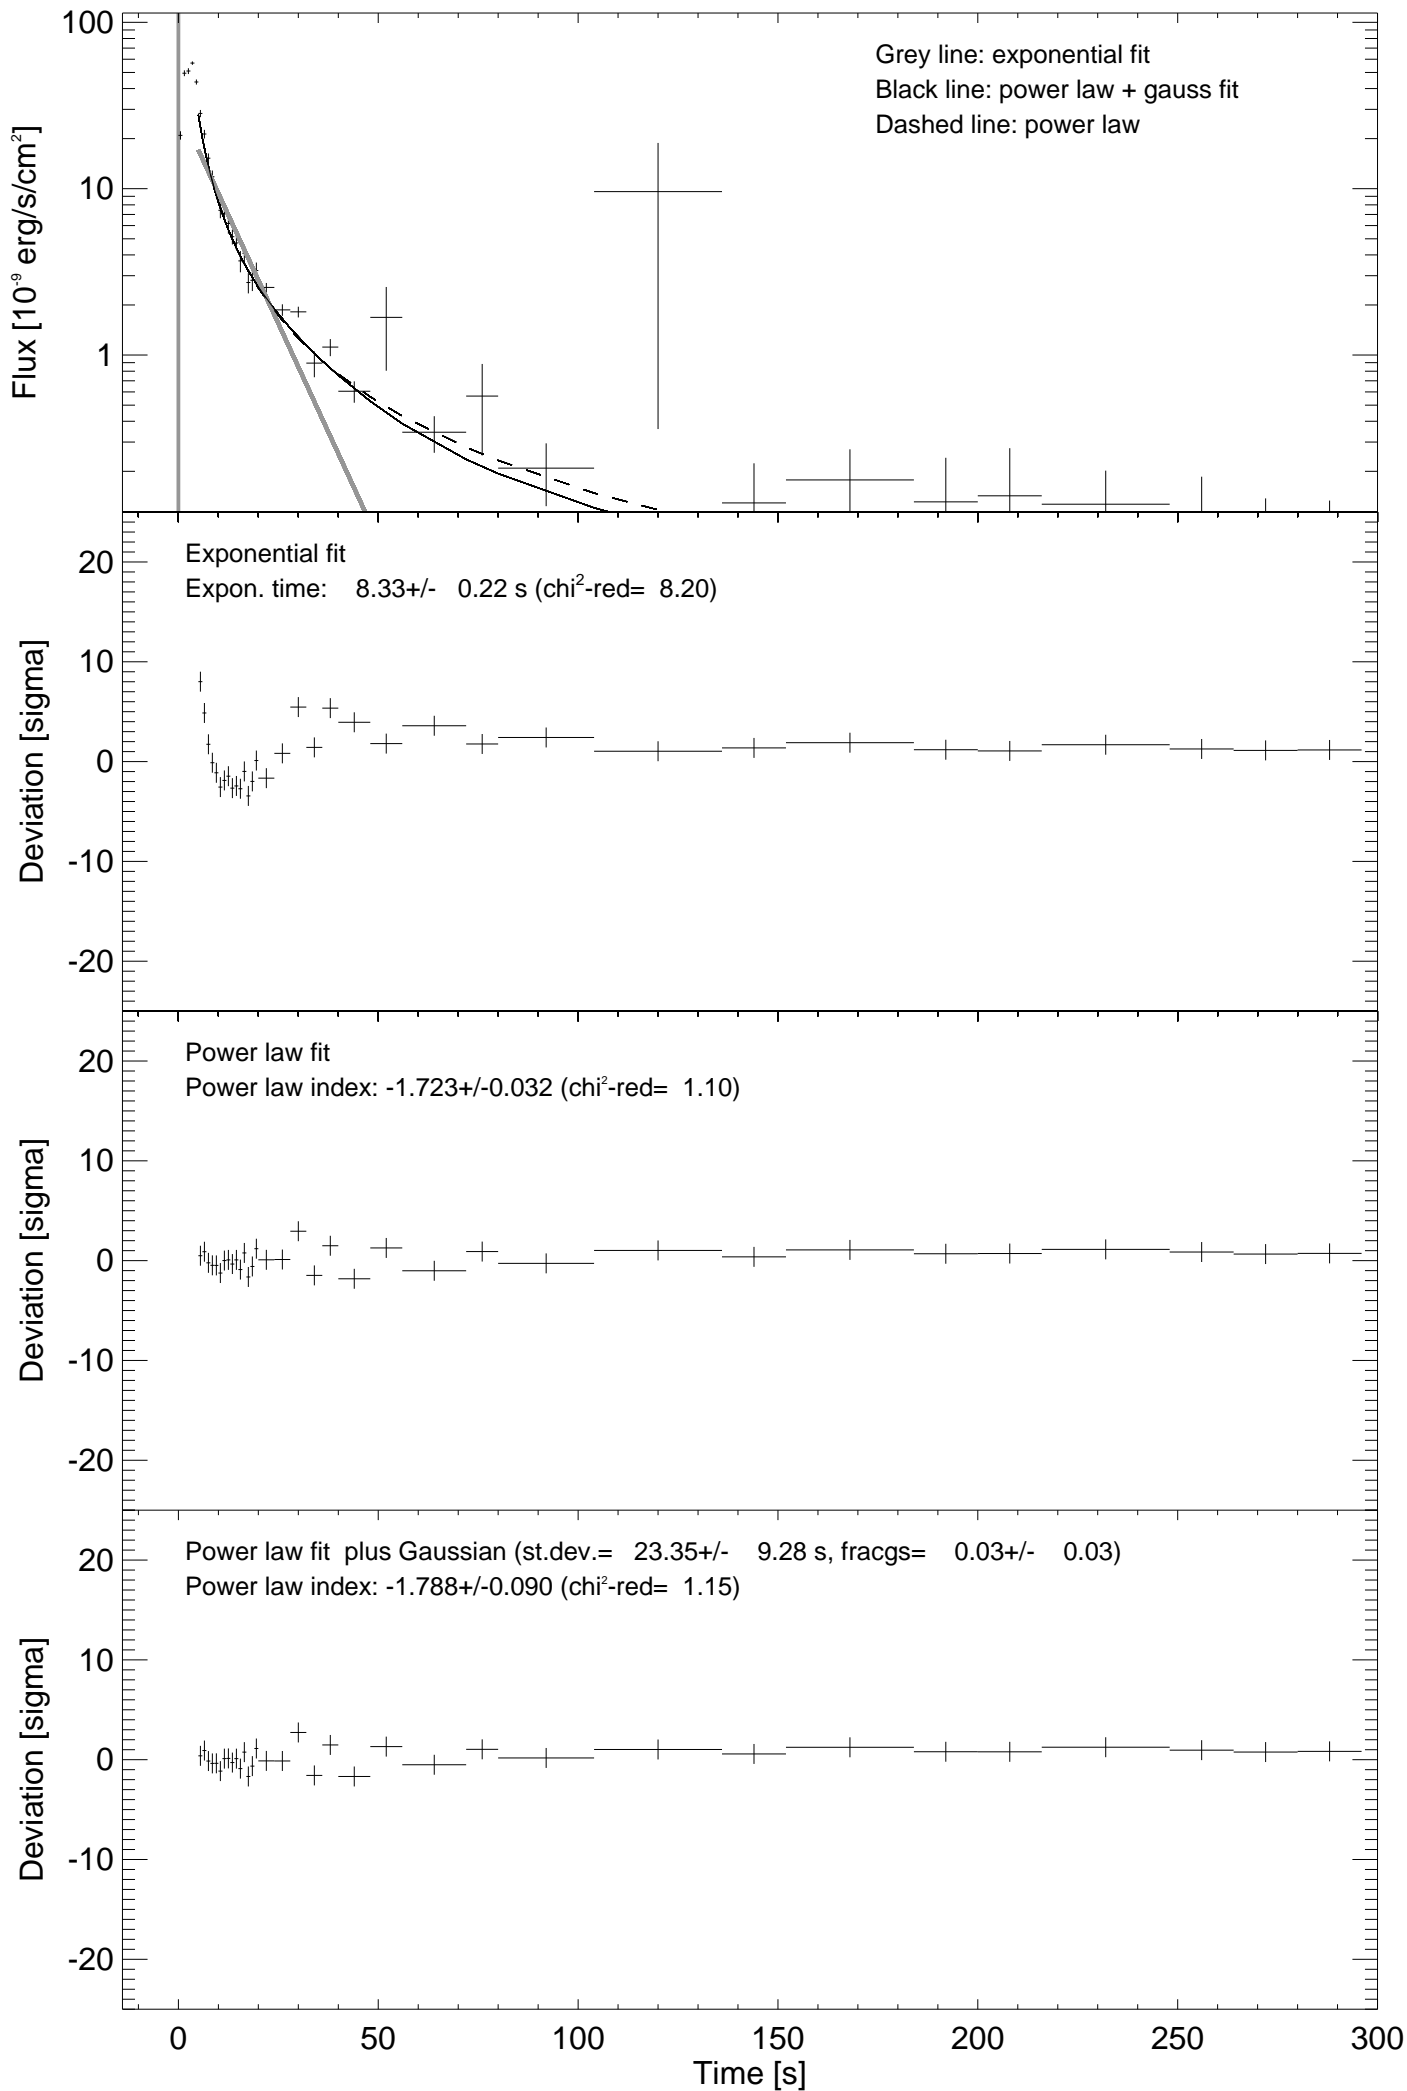 100
10
1
Flux [10⁻⁹ erg/s/cm²]
Grey line: exponential fit
Black line: power law + gauss fit
Dashed line: power law
20
10
0
-10
-20
Deviation [sigma]
Exponential fit
Expon. time: 8.33+/- 0.22 s (chi²-red= 8.20)
20
10
0
-10
-20
Deviation [sigma]
Power law fit
Power law index: -1.723+/-0.032 (chi²-red= 1.10)
20
10
0
-10
-20
Deviation [sigma]
Power law fit plus Gaussian (st.dev.= 23.35+/- 9.28 s, fracgs= 0.03+/- 0.03)
Power law index: -1.788+/-0.090 (chi²-red= 1.15)
0 50 100 150 200 250 300
Time [s]